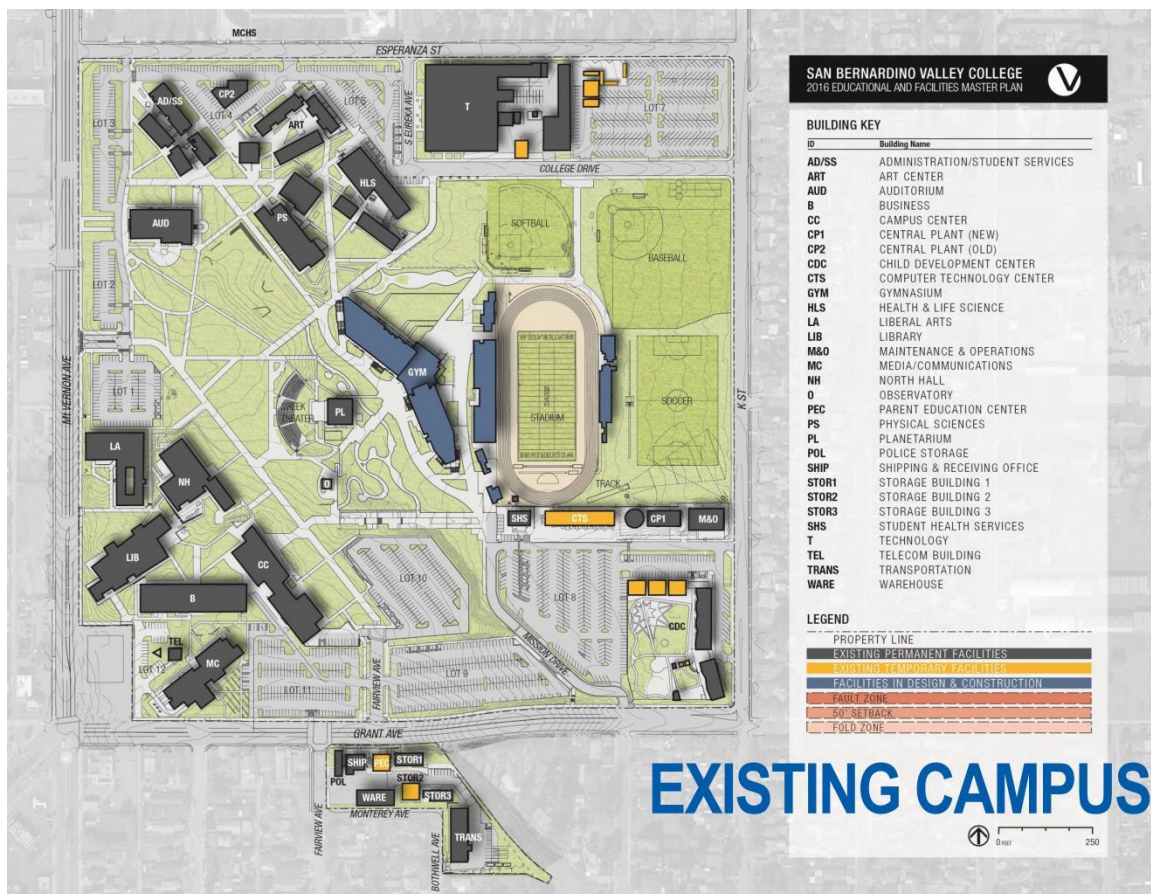 MCHS
ESPERANZA ST
AD/SS
CP2
LOT 4
LOT 3
ART
S EUREKA AVE
T
LOT 7
COLLEGE DRIVE
HLS
AUD
PS
SOFTBALL
BASEBALL
LOT 2
MT.VERNON AVE
K ST
GYM
STADIUM
SOCCER
LOT 1
GREEK
THEATER
PL
LA
NH
O
TRACK
SHS
CTS
CP1
M&O
LIB
CC
B
LOT 10
LOT 8
CDC
TEL
MC
LOT 12
LOT 11
FAIRVIEW AVE
LOT 9
MISSION DRIVE
GRANT AVE
POL
SHIP
PEC
STOR1
STOR2
WARE
STOR3
MONTEREY AVE
FAIRVIEW AVE
BOTHWELL AVE
TRANS
SAN BERNARDINO VALLEY COLLEGE
2016 EDUCATIONAL AND FACILITIES MASTER PLAN
V
BUILDING KEY
ID Building Name
AD/SS ADMINISTRATION/STUDENT SERVICES
ART ART CENTER
AUD AUDITORIUM
B BUSINESS
CC CAMPUS CENTER
CP1 CENTRAL PLANT (NEW)
CP2 CENTRAL PLANT (OLD)
CDC CHILD DEVELOPMENT CENTER
CTS COMPUTER TECHNOLOGY CENTER
GYM GYMNASIUM
HLS HEALTH & LIFE SCIENCE
LA LIBERAL ARTS
LIB LIBRARY
M&O MAINTENANCE & OPERATIONS
MC MEDIA/COMMUNICATIONS
NH NORTH HALL
O OBSERVATORY
PEC PARENT EDUCATION CENTER
PS PHYSICAL SCIENCES
PL PLANETARIUM
POL POLICE STORAGE
SHIP SHIPPING & RECEIVING OFFICE
STOR1 STORAGE BUILDING 1
STOR2 STORAGE BUILDING 2
STOR3 STORAGE BUILDING 3
SHS STUDENT HEALTH SERVICES
T TECHNOLOGY
TEL TELECOM BUILDING
TRANS TRANSPORTATION
WARE WAREHOUSE
LEGEND
PROPERTY LINE
EXISTING PERMANENT FACILITIES
EXISTING TEMPORARY FACILITIES
FACILITIES IN DESIGN & CONSTRUCTION
FAULT ZONE
50' SETBACK
FOLD ZONE
EXISTING CAMPUS
0 FEET 250